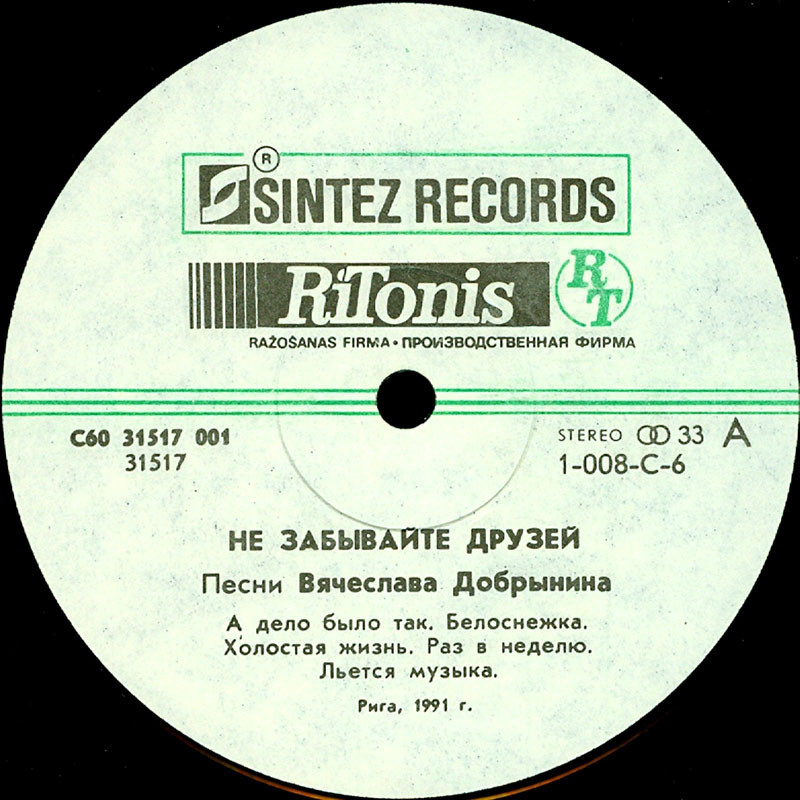 ®
SINTEZ RECORDS
RiTonis RT
RAŽOŠANAS FIRMA • ПРОИЗВОДСТВЕННАЯ ФИРМА
С60 31517 001
31517
STEREO 33 A
1-008-C-6
НЕ ЗАБЫВАЙТЕ ДРУЗЕЙ
Песни Вячеслава Добрынина
А дело было так. Белоснежка.
Холостая жизнь. Раз в неделю.
Льется музыка.
Рига, 1991 г.